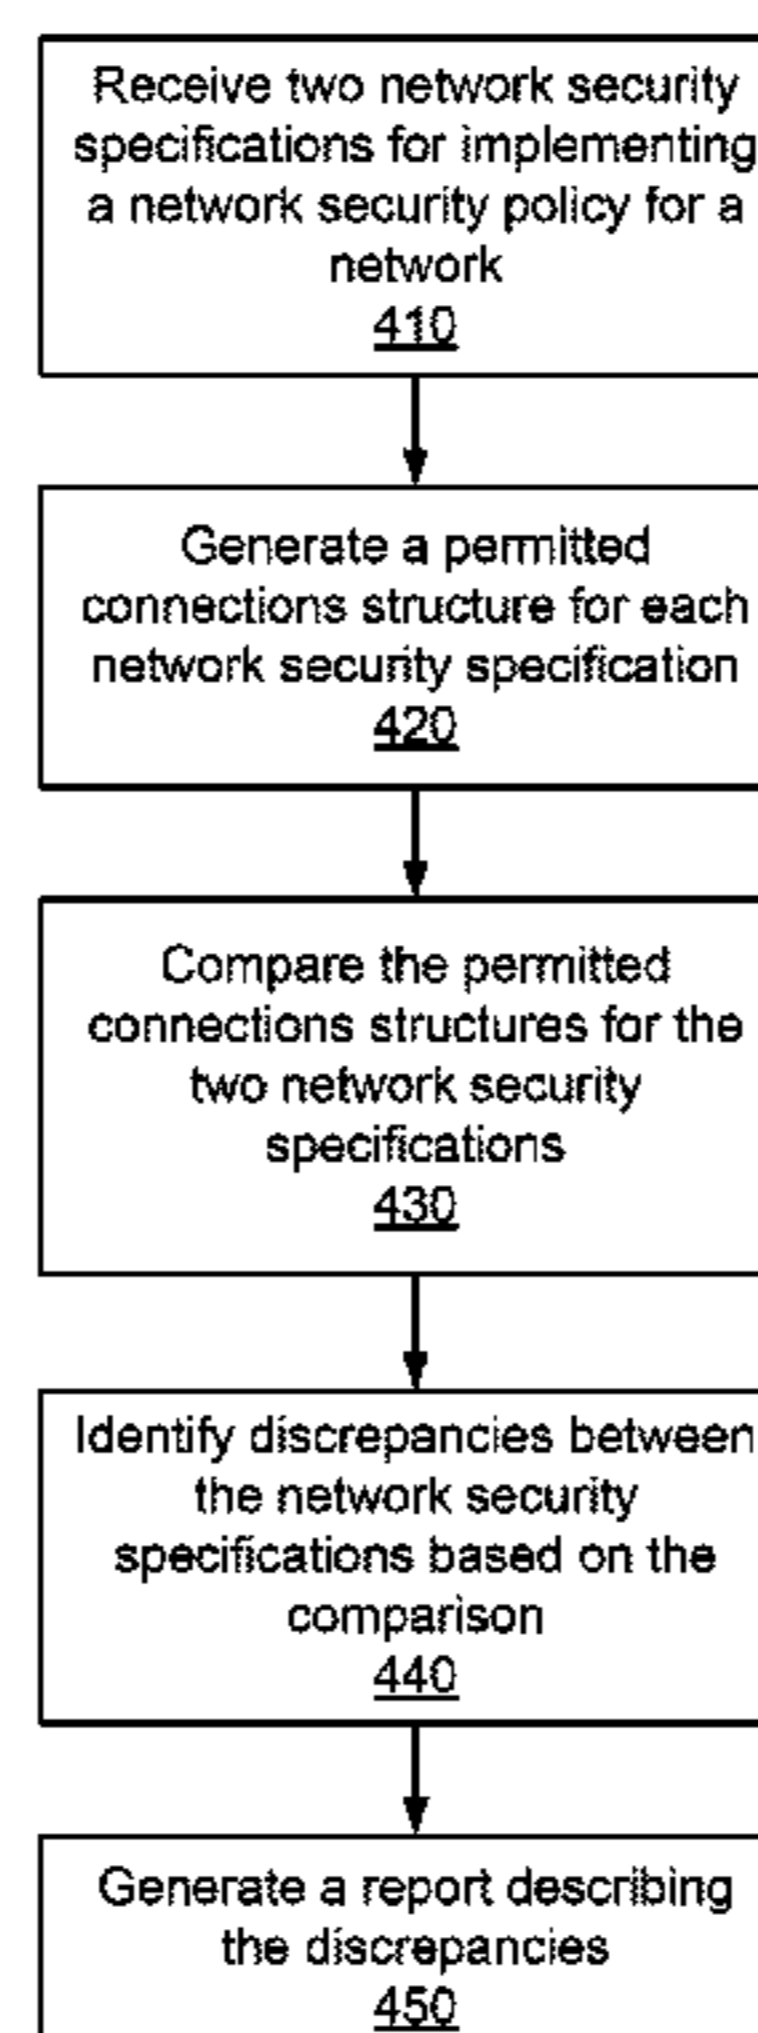 Receive two network security
specifications for implementing
a network security policy for a
network
410
Generate a permitted
connections structure for each
network security specification
420
Compare the permitted
connections structures for the
two network security
specifications
430
Identify discrepancies between
the network security
specifications based on the
comparison
440
Generate a report describing
the discrepancies
450